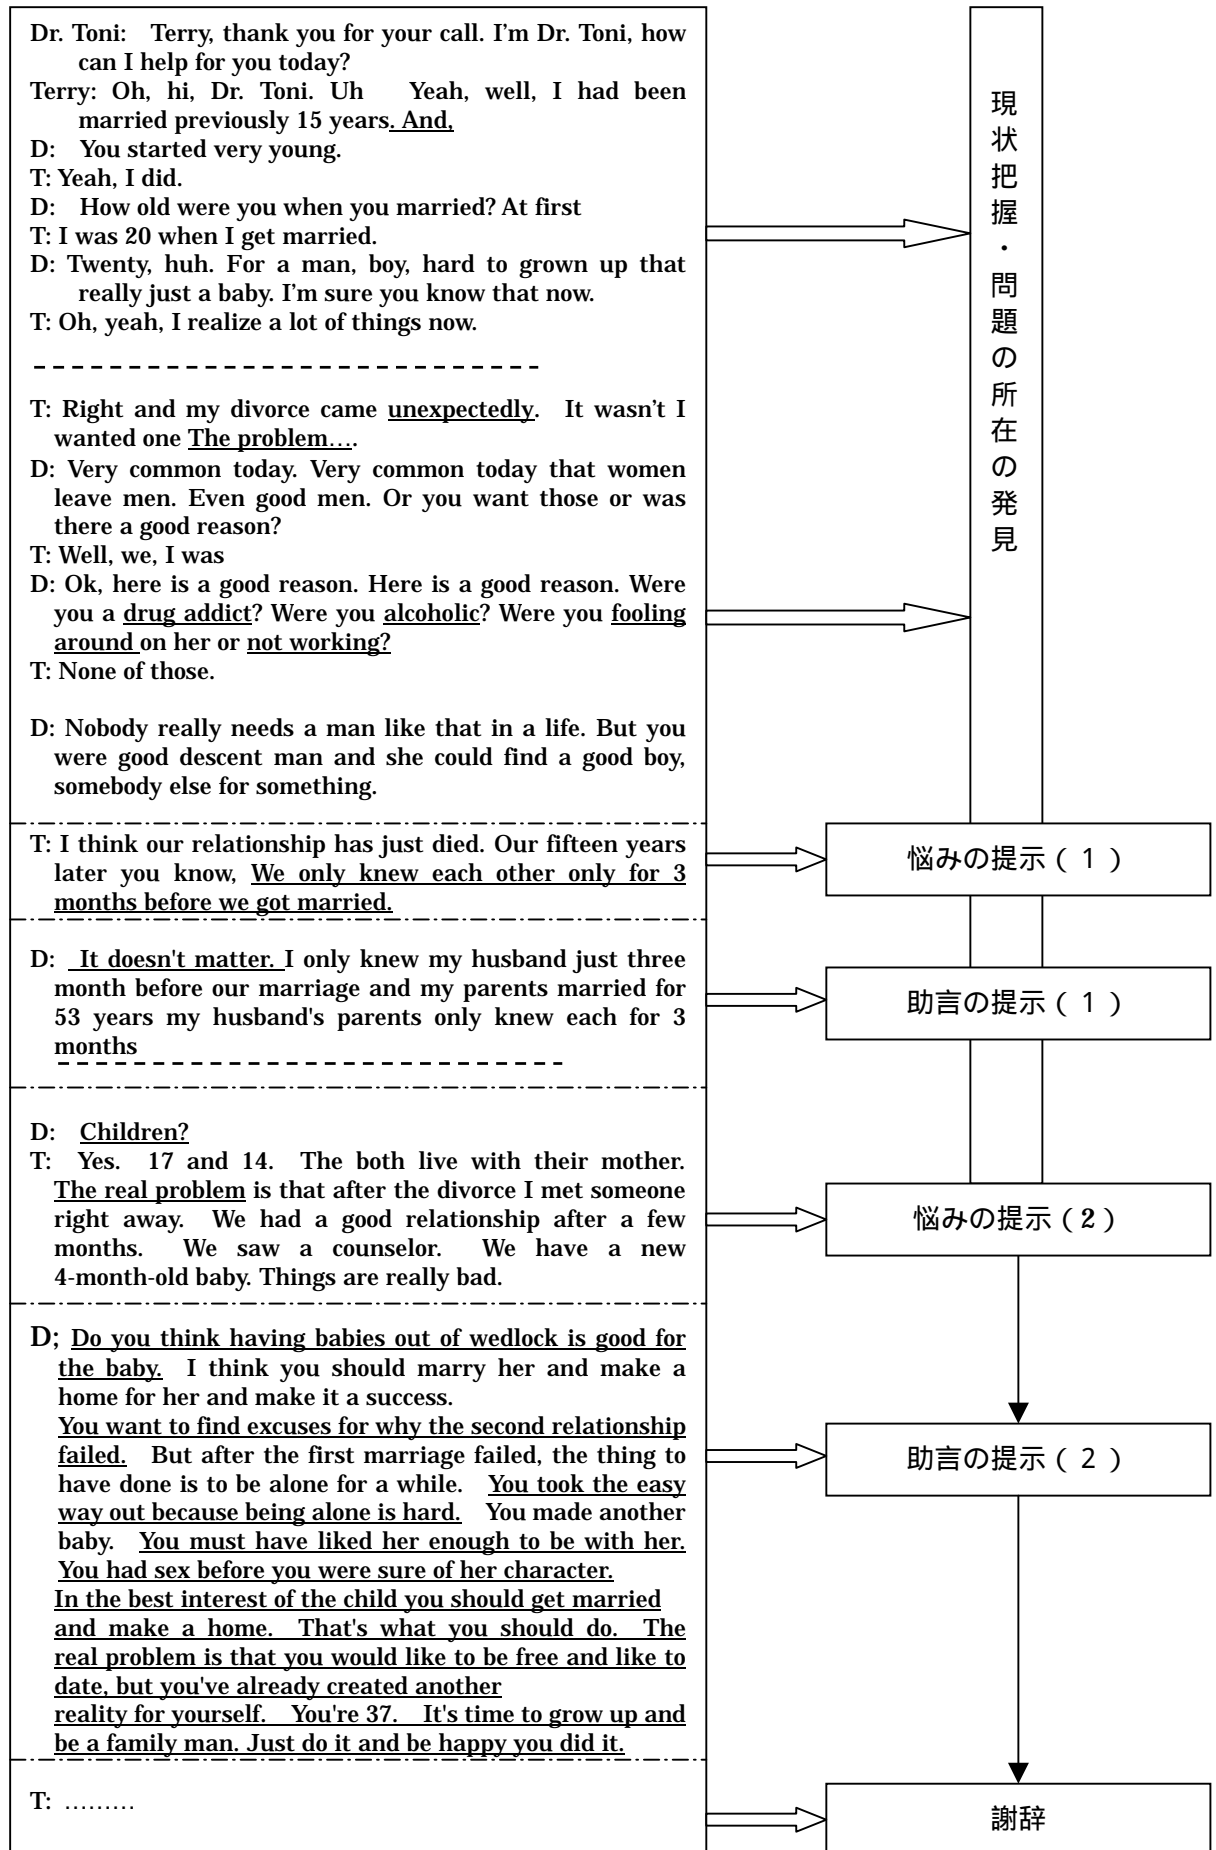 Dr. Toni: Terry, thank you for your call. I'm Dr. Toni, how
can I help for you today?
Terry: Oh, hi, Dr. Toni. Uh Yeah, well, I had been
married previously 15 years. And,
D: You started very young.
T: Yeah, I did.
D: How old were you when you married? At first
T: I was 20 when I get married.
D: Twenty, huh. For a man, boy, hard to grown up that
really just a baby. I'm sure you know that now.
T: Oh, yeah, I realize a lot of things now.
T: Right and my divorce came unexpectedly. It wasn't I
wanted one The problem….
D: Very common today. Very common today that women
leave men. Even good men. Or you want those or was
there a good reason?
T: Well, we, I was
D: Ok, here is a good reason. Here is a good reason. Were
you a drug addict? Were you alcoholic? Were you fooling
around on her or not working?
T: None of those.
D: Nobody really needs a man like that in a life. But you
were good descent man and she could find a good boy,
somebody else for something.
現状把握・問題の所在の発見
T: I think our relationship has just died. Our fifteen years
later you know, We only knew each other only for 3
months before we got married.
悩みの提示(1)
D: It doesn't matter. I only knew my husband just three
month before our marriage and my parents married for
53 years my husband's parents only knew each for 3
months
助言の提示(1)
D: Children?
T: Yes. 17 and 14. The both live with their mother.
The real problem is that after the divorce I met someone
right away. We had a good relationship after a few
months. We saw a counselor. We have a new
4-month-old baby. Things are really bad.
悩みの提示(2)
D; Do you think having babies out of wedlock is good for
the baby. I think you should marry her and make a
home for her and make it a success.
You want to find excuses for why the second relationship
failed. But after the first marriage failed, the thing to
have done is to be alone for a while. You took the easy
way out because being alone is hard. You made another
baby. You must have liked her enough to be with her.
You had sex before you were sure of her character.
In the best interest of the child you should get married
and make a home. That's what you should do. The
real problem is that you would like to be free and like to
date, but you've already created another
reality for yourself. You're 37. It's time to grow up and
be a family man. Just do it and be happy you did it.
助言の提示(2)
T: ………
謝辞